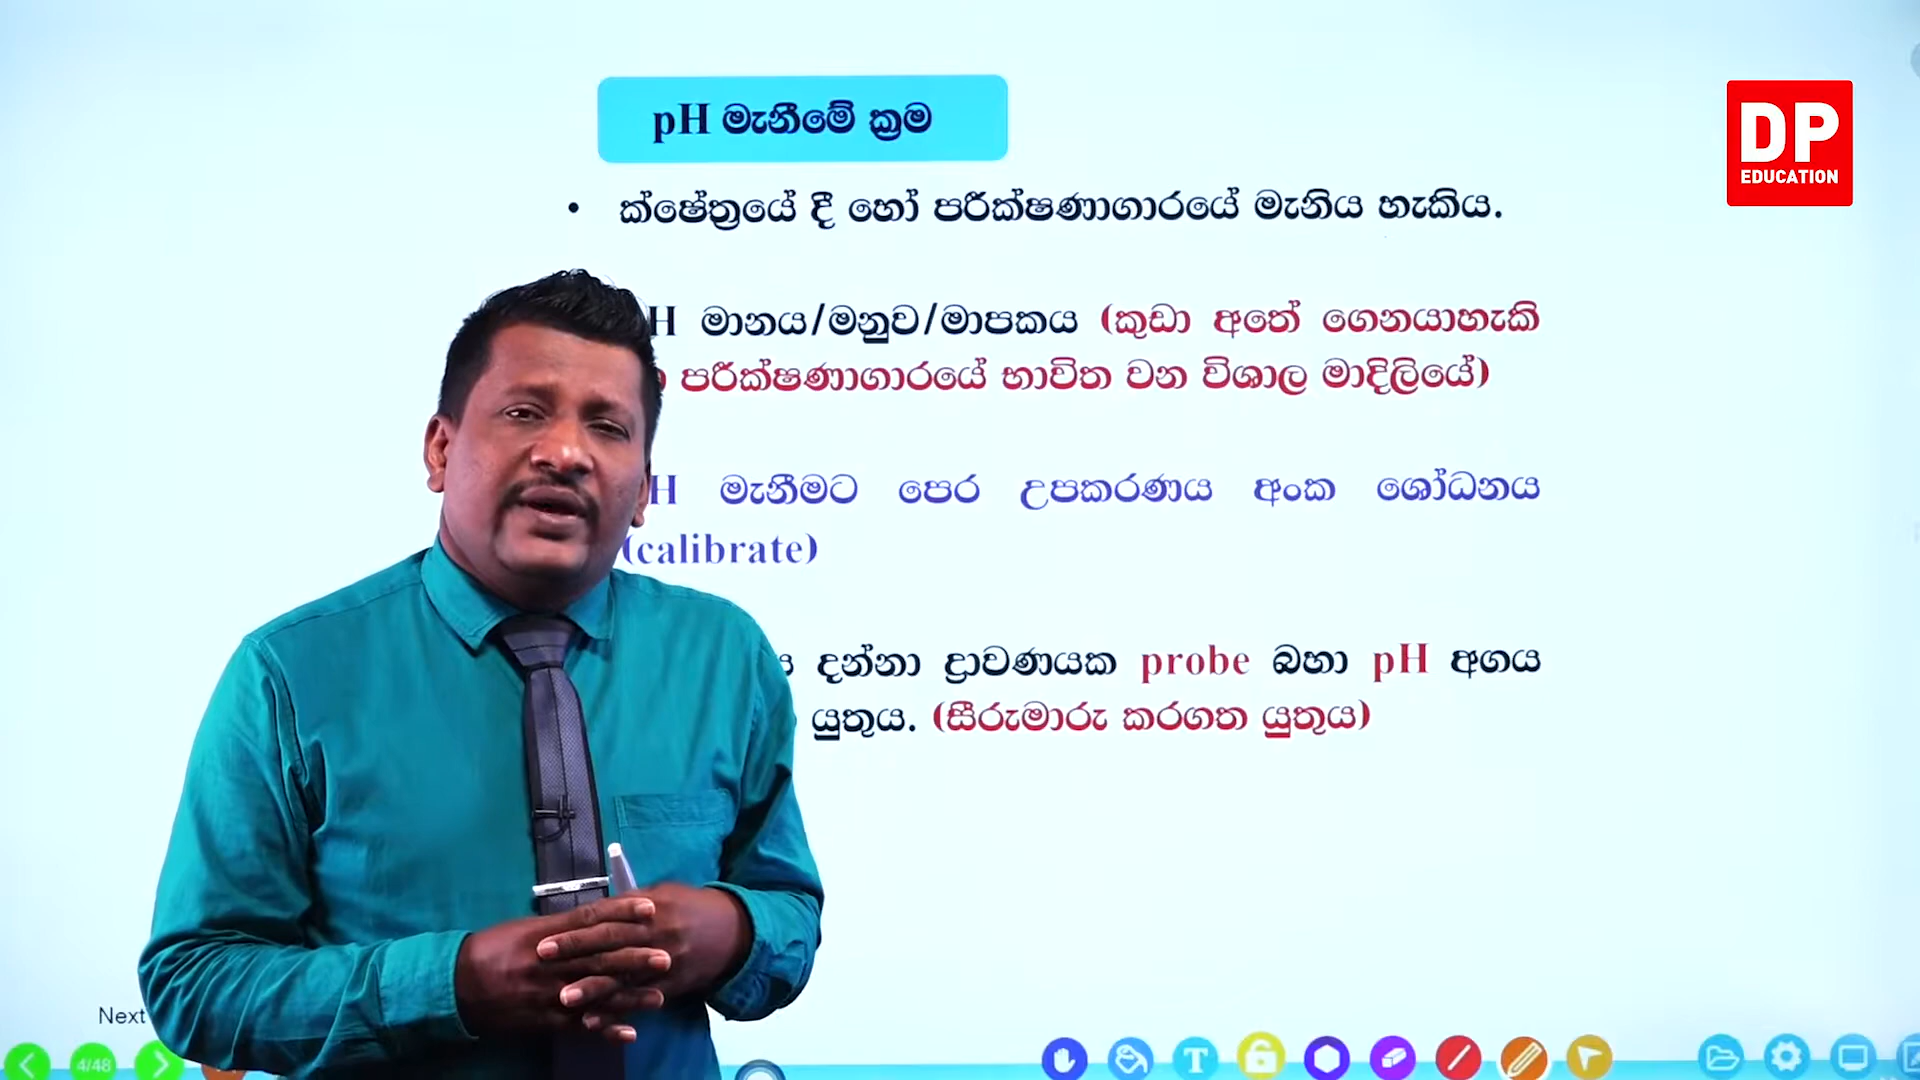 pH මැනීමේ ක්‍රම
DP
EDUCATION
• ක්ෂේත්‍රයේ දී හෝ පරීක්ෂණාගාරයේ මැනිය හැකිය.
H මානය/මනුව/මාපකය (කුඩා අතේ ගෙනයාහැකි
පරීක්ෂණාගාරයේ භාවිත වන විශාල මාදිලියේ)
H මැනීමට පෙර උපකරණය අංක ශෝධනය
(calibrate)
දන්නා ද්‍රාවණයක probe බහා pH අගය
යුතුය. (සීරුමාරු කරගත යුතුය)
Next
4/48
T